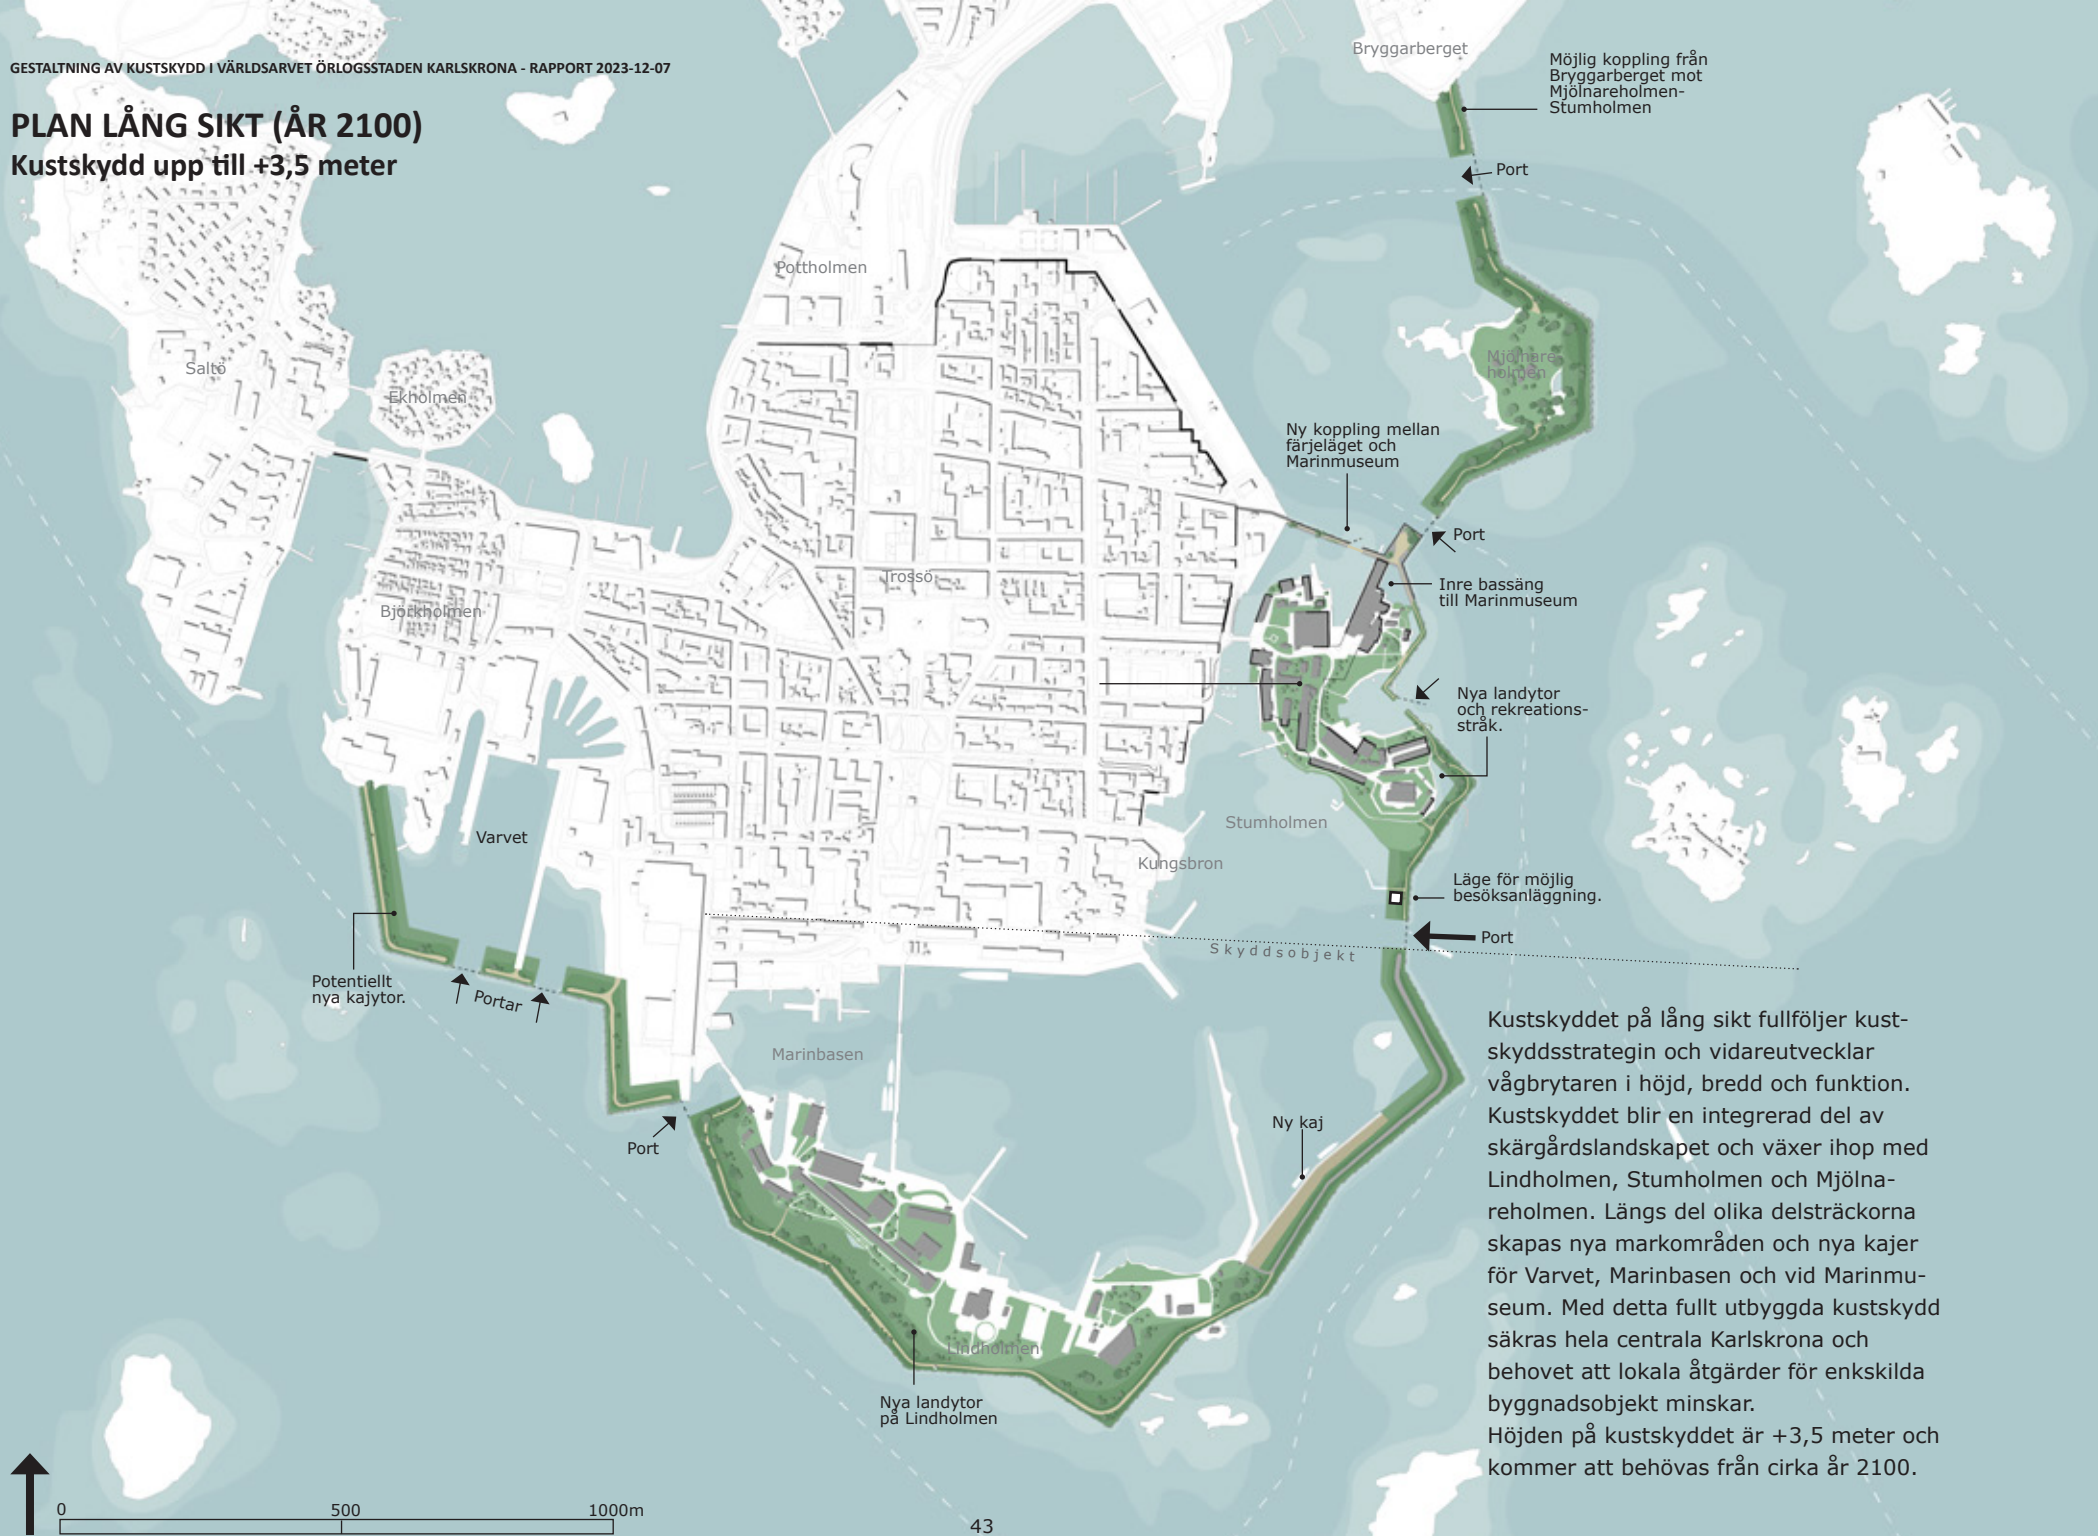 GESTALTNING AV KUSTSKYDD I VÄRLDSARVET ÖRLOGSSTADEN KARLSKRONA - RAPPORT 2023-12-07
PLAN LÅNG SIKT (ÅR 2100)
Kustskydd upp till +3,5 meter
Bryggarberget
Möjlig koppling från
Bryggarberget mot
Mjölnareholmen-
Stumholmen
Port
Pottholmen
Saltö
Ekholmen
Mjölnare
holmen
Ny koppling mellan
färjeläget och
Marinmuseum
Port
Trossö
Inre bassäng
till Marinmuseum
Björkholmen
Nya landytor
och rekreations-
stråk.
Varvet
Stumholmen
Kungsbron
Läge för möjlig
besöksanläggning.
Port
Skyddsobjekt
Potentiellt
nya kajytor.
Portar
Marinbasen
Port
Ny kaj
Lindholmen
Nya landytor
på Lindholmen
Kustskyddet på lång sikt fullföljer kust-
skyddsstrategin och vidareutvecklar
vågbrytaren i höjd, bredd och funktion.
Kustskyddet blir en integrerad del av
skärgårdslandskapet och växer ihop med
Lindholmen, Stumholmen och Mjölna-
reholmen. Längs del olika delsträckorna
skapas nya markområden och nya kajer
för Varvet, Marinbasen och vid Marinmu-
seum. Med detta fullt utbyggda kustskydd
säkras hela centrala Karlskrona och
behovet att lokala åtgärder för enkskilda
byggnadsobjekt minskar.
Höjden på kustskyddet är +3,5 meter och
kommer att behövas från cirka år 2100.
0 500 1000m
43